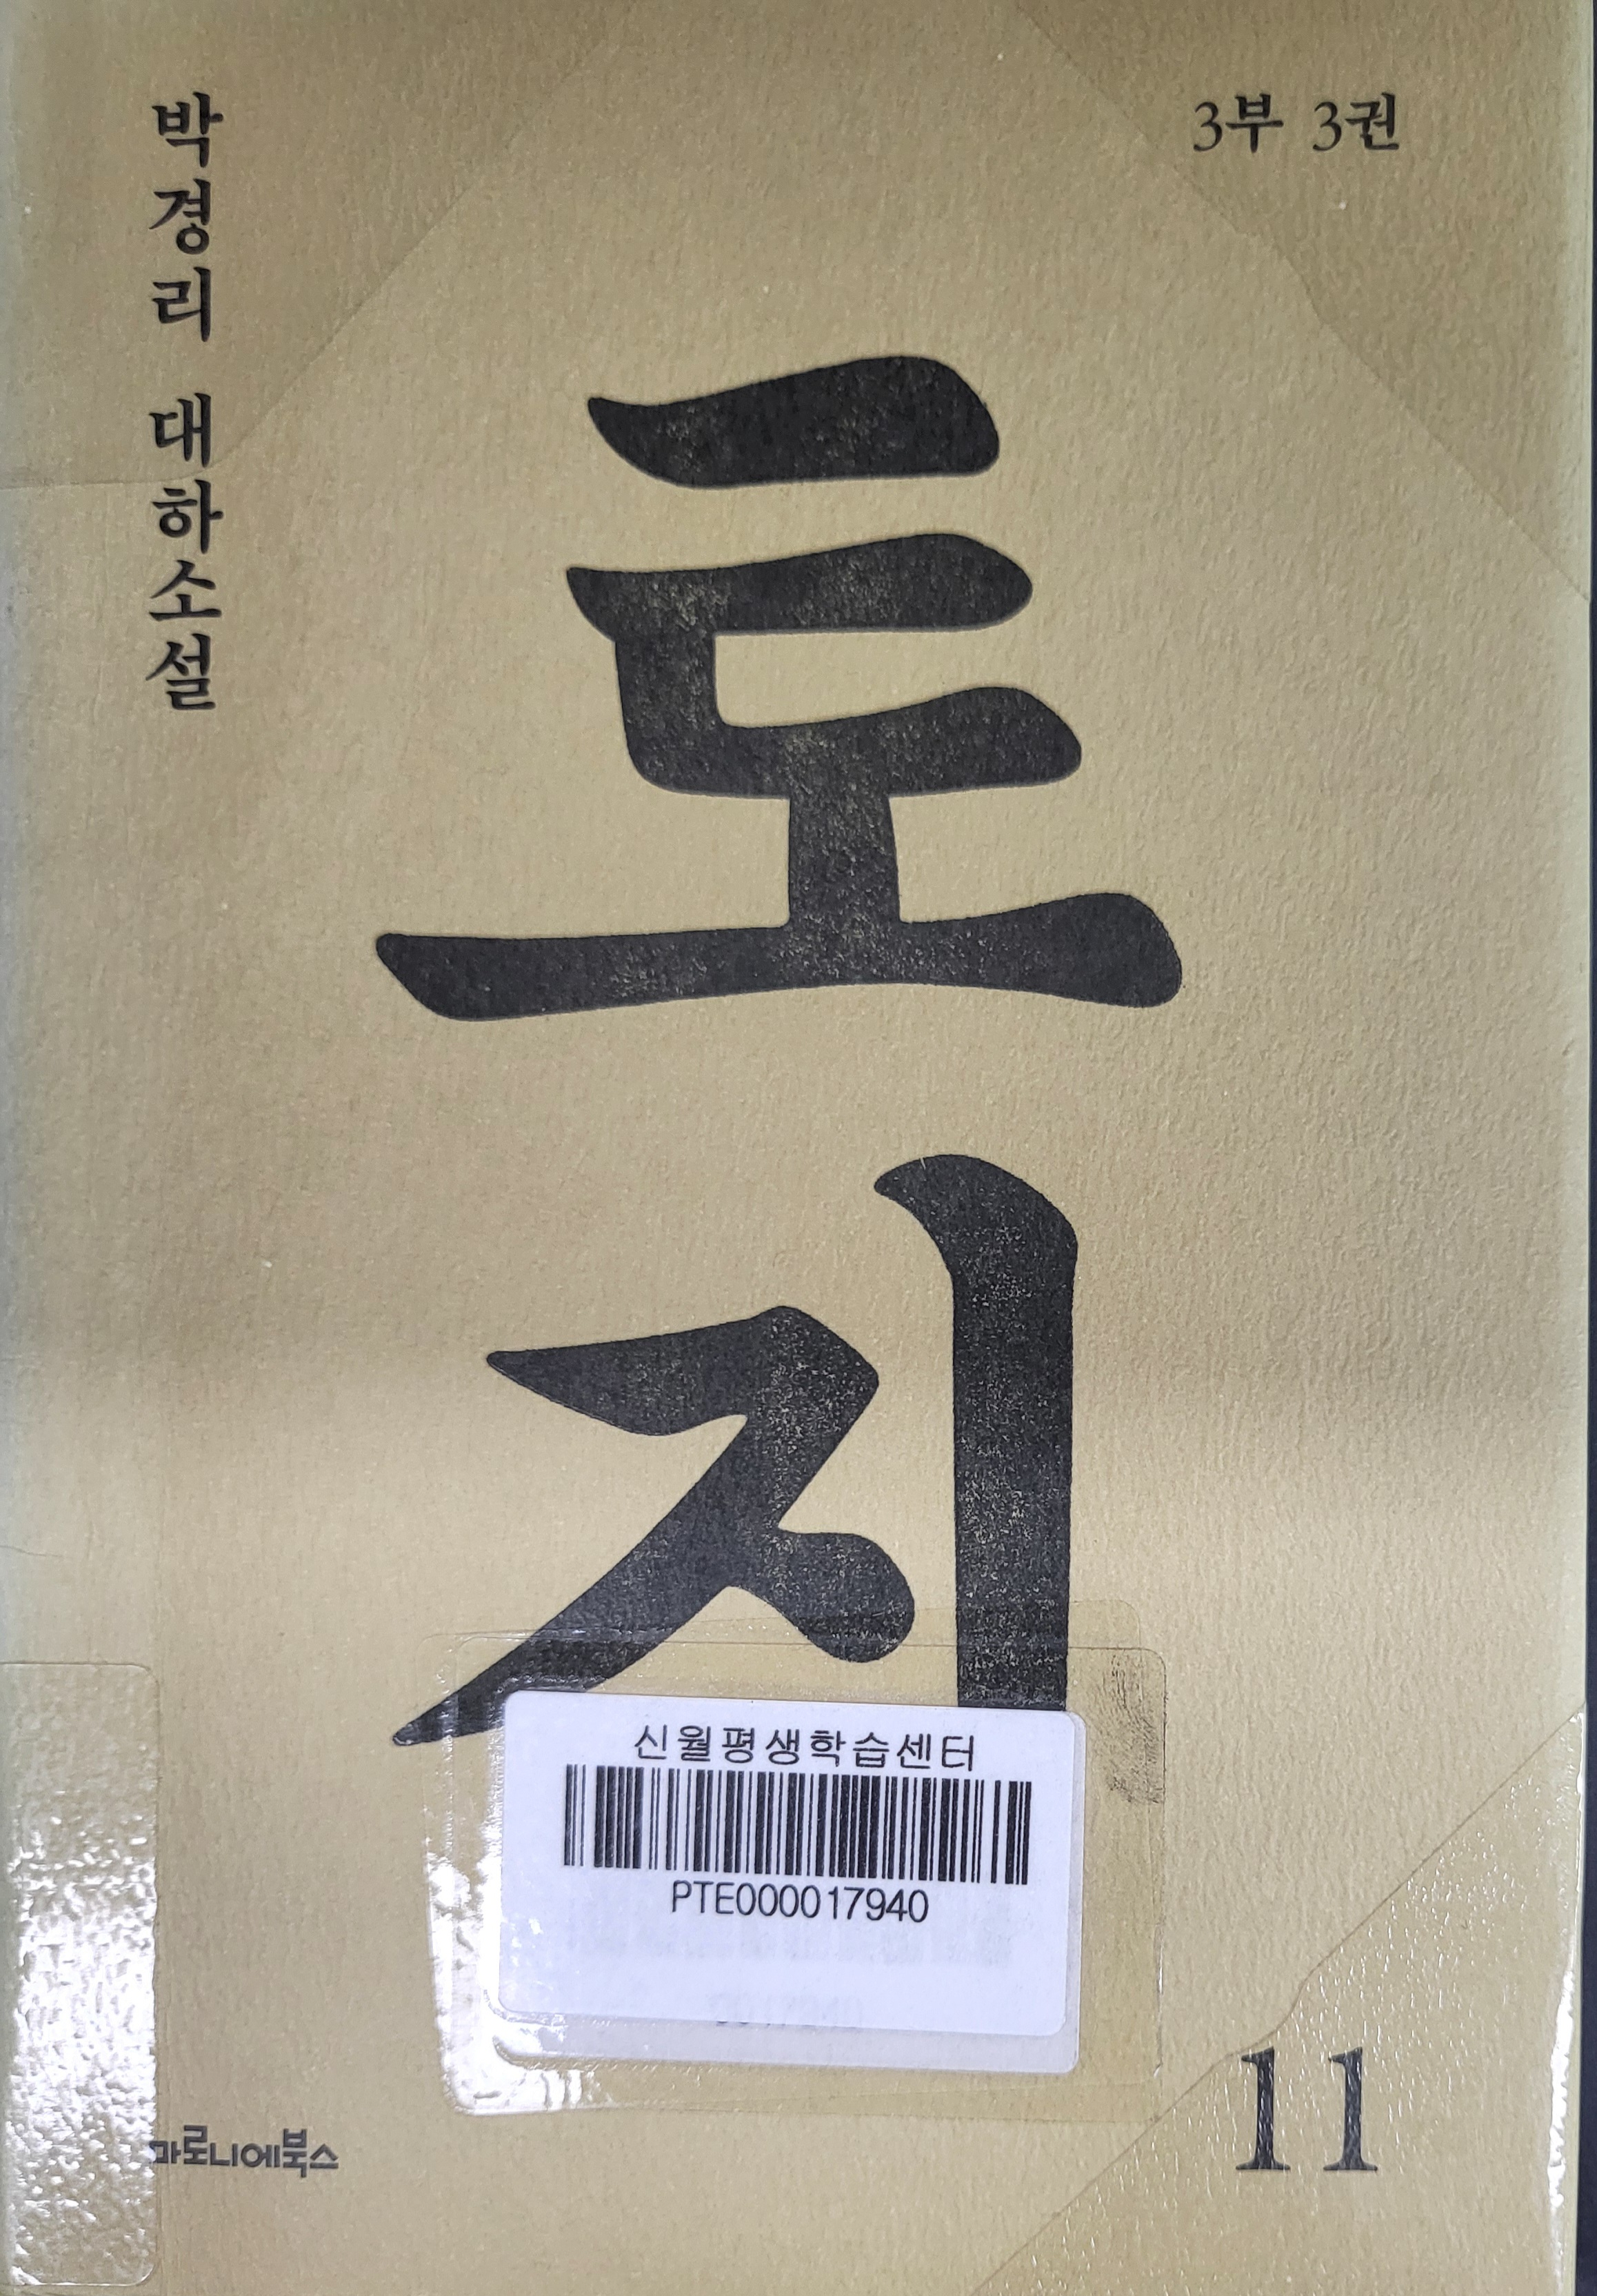 박경리 대하소설
3부 3권
토지
신월평생학습센터
PTE000017940
마로니에북스
11